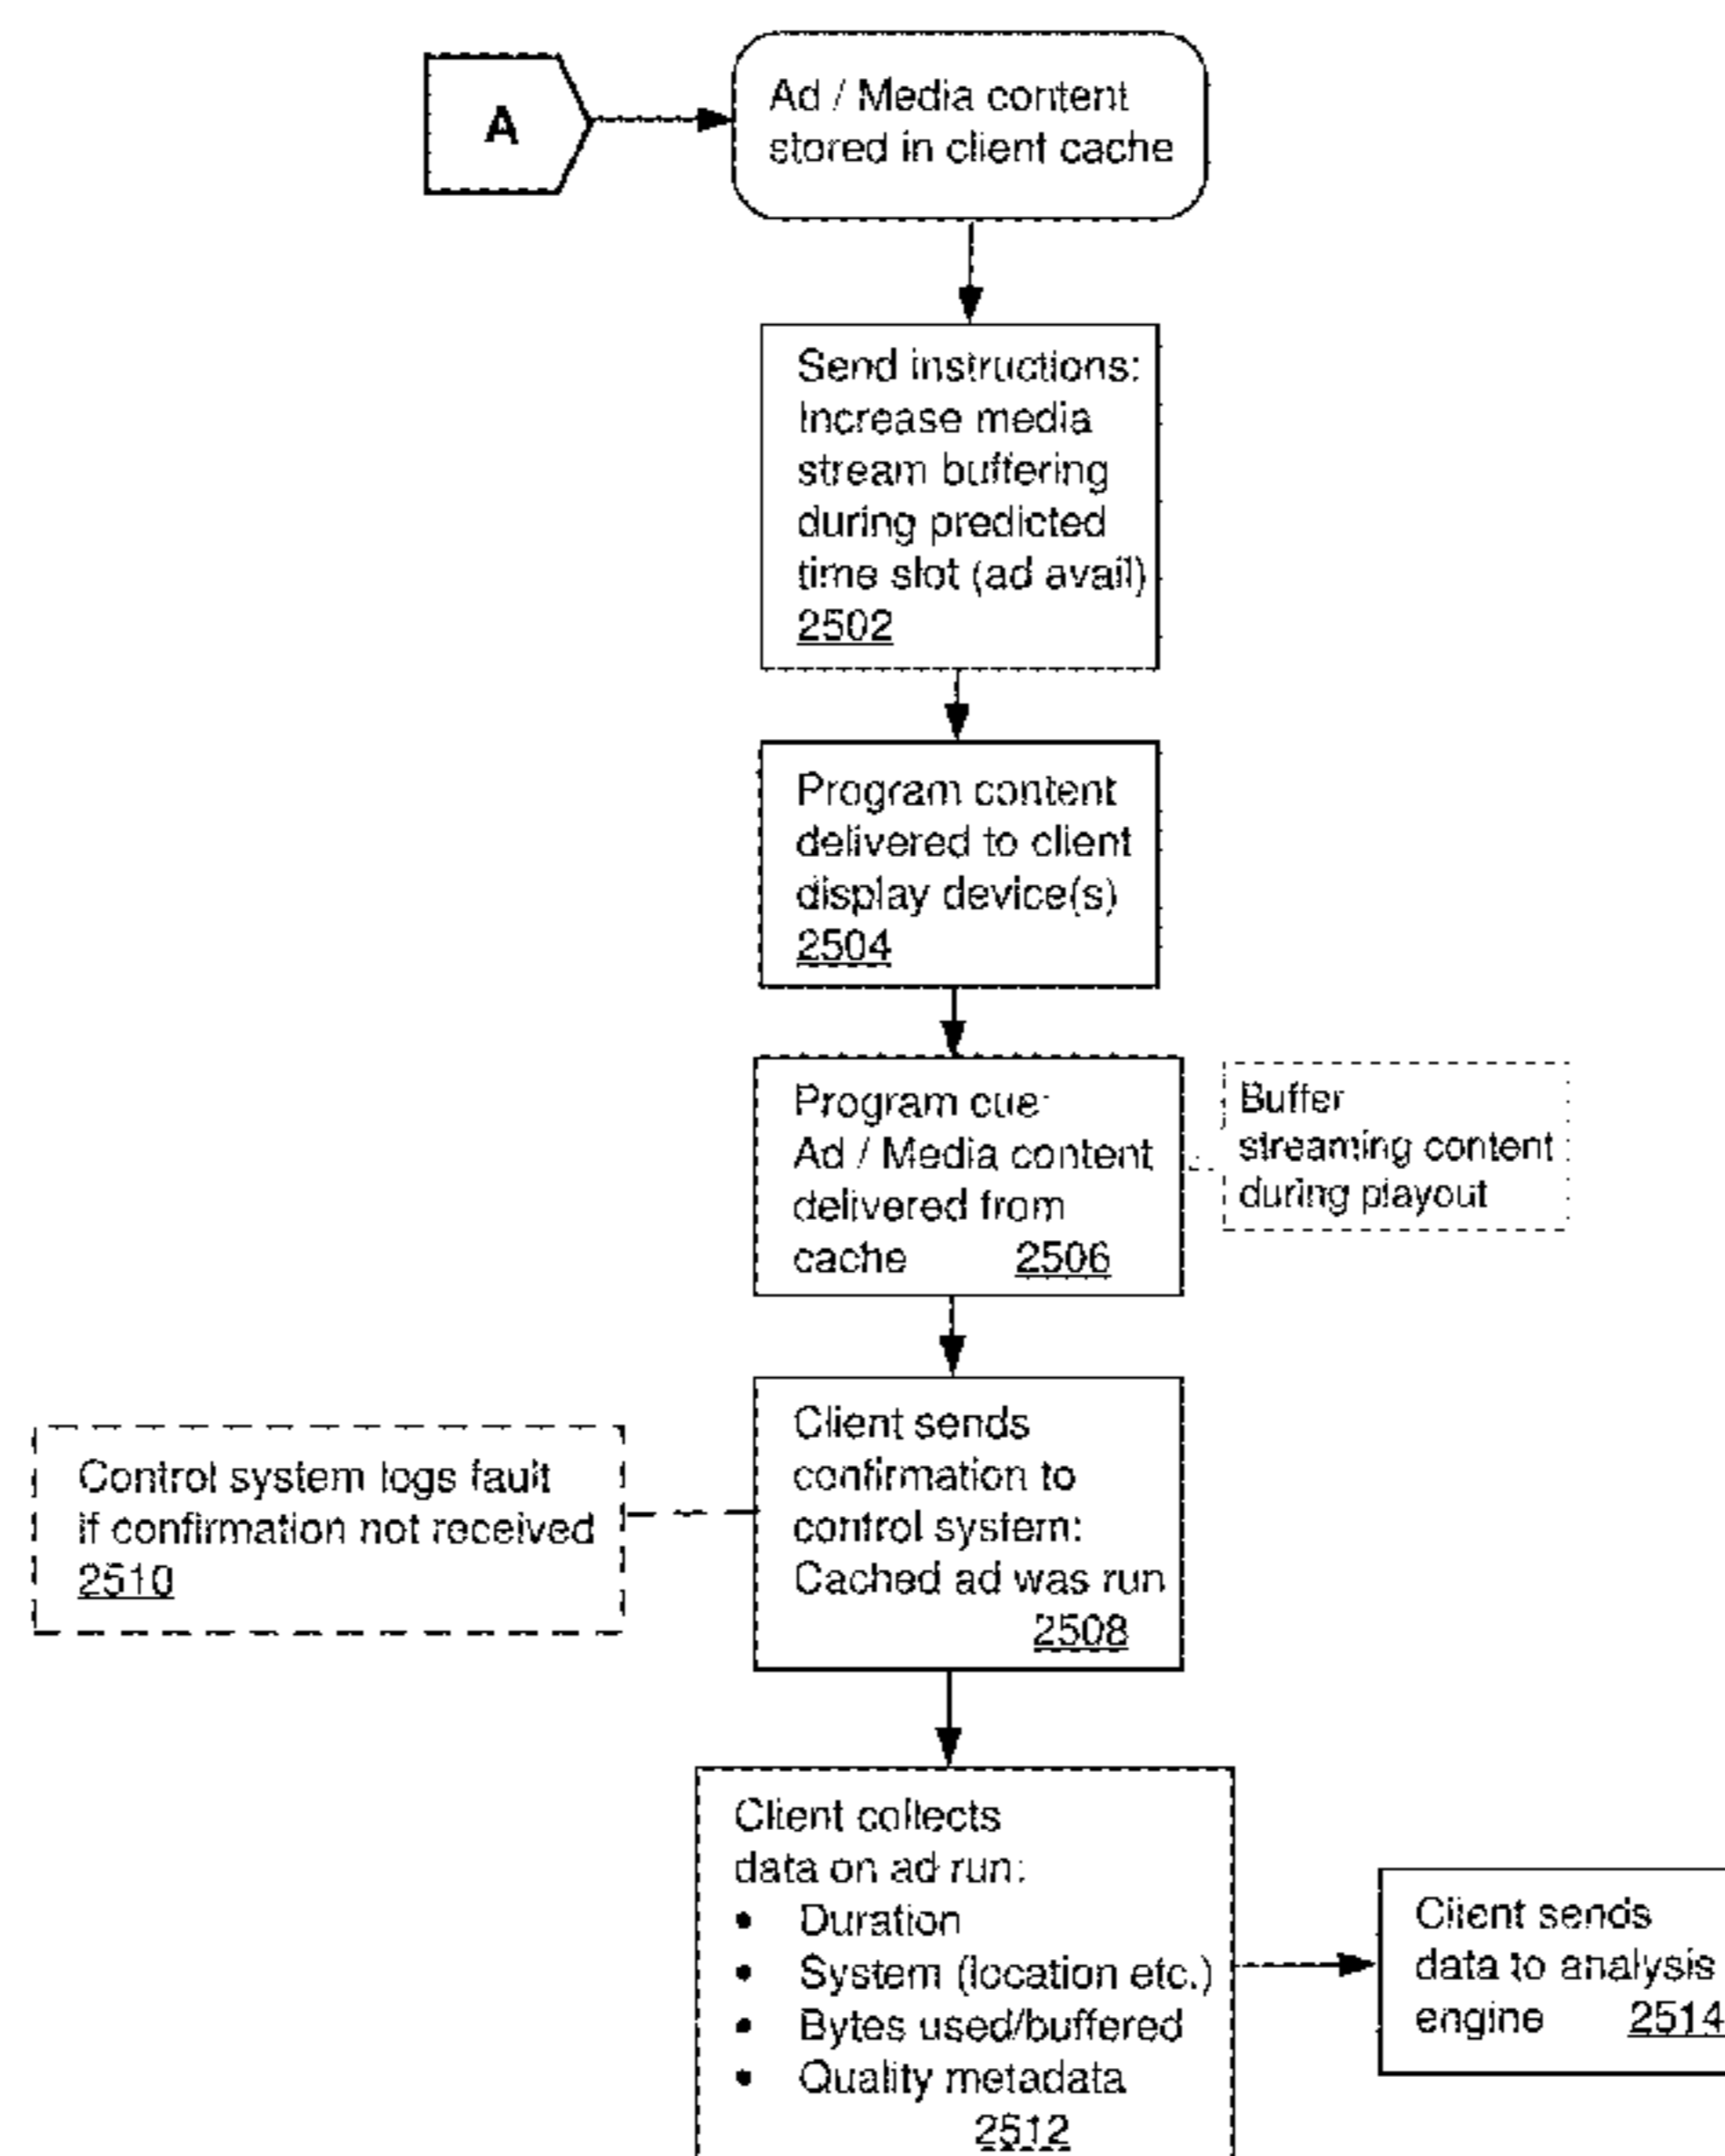 A
Ad / Media content
stored in client cache
Send instructions:
Increase media
stream buffering
during predicted
time slot (ad avail)
2502
Program content
delivered to client
display device(s)
2504
Program cue:
Ad / Media content
delivered from
cache 2506
Buffer
streaming content
during playout
Client sends
confirmation to
control system:
Cached ad was run
2508
Control system logs fault
if confirmation not received
2510
Client collects
data on ad run:
• Duration
• System (location etc.)
• Bytes used/buffered
• Quality metadata
2512
Client sends
data to analysis
engine 2514